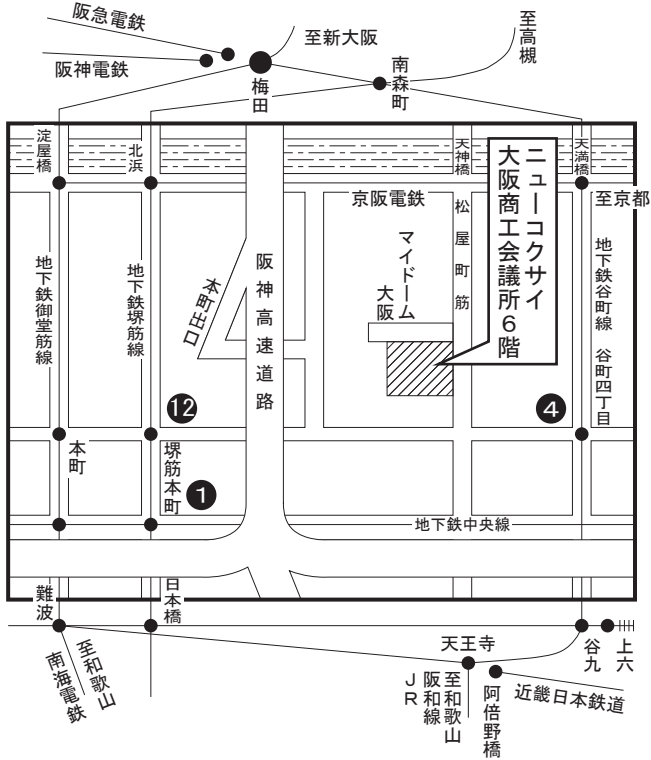 阪急電鉄
阪神電鉄
至新大阪
梅田
南森町
至高槻
淀屋橋
北浜
天神橋
天満橋
ニューコクサイ
大阪商工会議所6階
京阪電鉄
至京都
松屋町筋
マイドーム
大阪
阪神高速道路
本町出口
地下鉄御堂筋線
地下鉄堺筋線
地下鉄谷町線 谷町四丁目
12
4
本町
堺筋本町
1
地下鉄中央線
難波
日本橋
天王寺
谷九
上六
至和歌山
南海電鉄
至和歌山
阪和線
JR
阿倍野橋
近畿日本鉄道